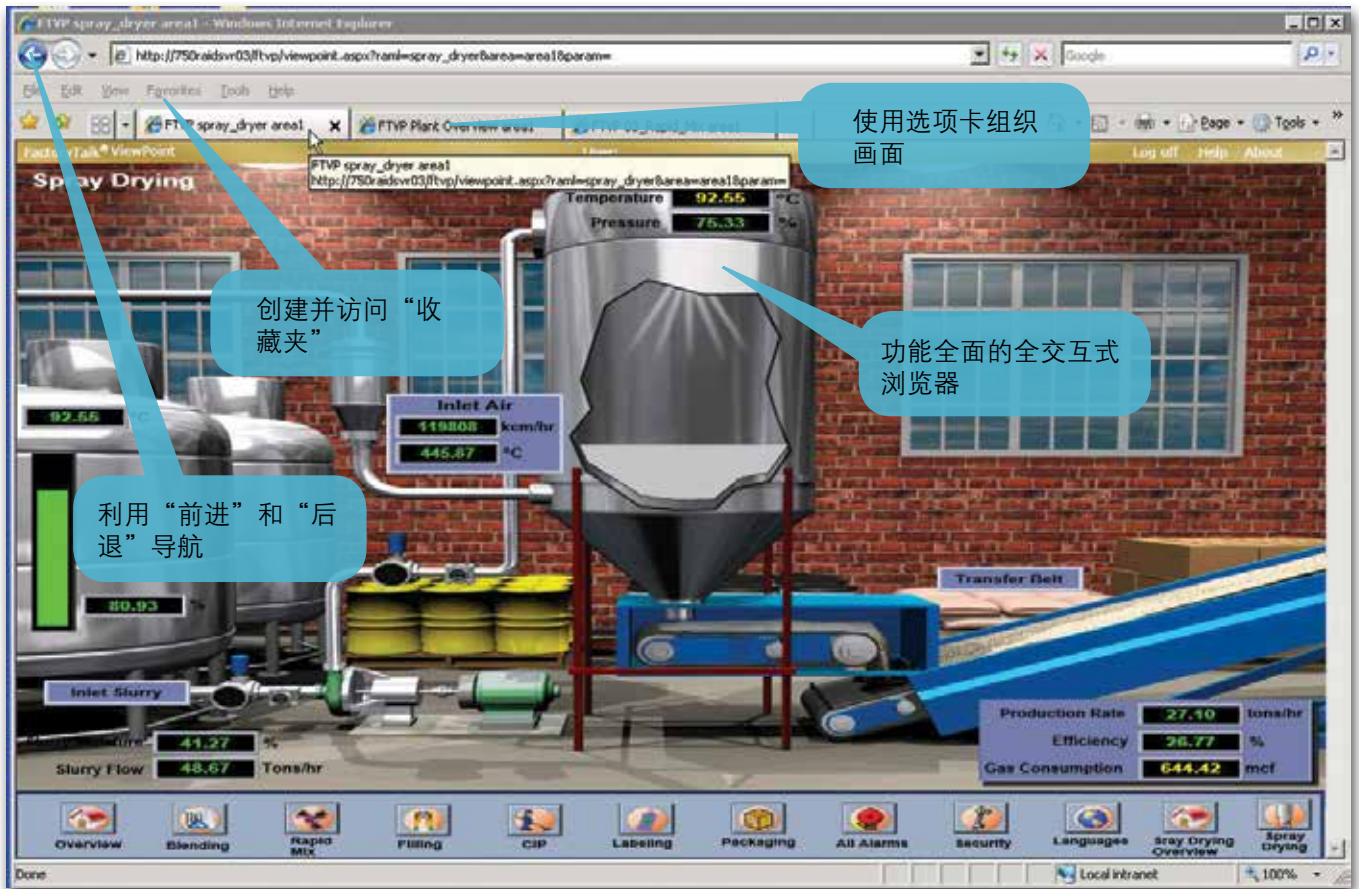 FTVP spray_dryer area1 - Windows Internet Explorer
http://750raidsvr03/ftvp/viewpoint.aspx?raml=spray_dryer&area=area1&param=
Google
File Edit View Favorites Tools Help
FTVP spray_dryer area1
FTVP Plant Overview area1
FTVP 03_Rapid_Mix area1
Page
Tools
使用选项卡组织
画面
FactoryTalk® ViewPoint
Log off Help About
FTVP spray_dryer area1
http://750raidsvr03/ftvp/viewpoint.aspx?raml=spray_dryer&area=area1&param=
Spray Drying
Temperature 92.55 °C
Pressure 75.33 %
创建并访问“收
藏夹”
功能全面的全交互式
浏览器
Inlet Air
119808 kcm/hr
445.87 °C
92.55 °C
利用“前进”和“后
退”导航
80.93 %
Transfer Belt
Inlet Slurry
41.27 %
Slurry Flow 48.67 Tons/hr
Production Rate 27.10 tons/hr
Efficiency 26.77 %
Gas Consumption 644.42 mcf
Overview
Blending
Rapid
Mix
Filling
CIP
Labeling
Packaging
All Alarms
Security
Languages
Sray Drying
Overview
Spray
Drying
Done
Local intranet
100%